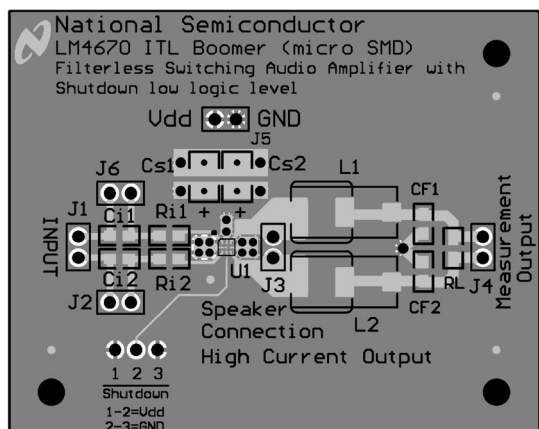 National Semiconductor
LM4670 ITL Boomer (micro SMD)
Filterless Switching Audio Amplifier with
Shutdown low logic level
Vdd GND
J5
Cs1 Cs2
J6
L1
CF1
J1 Ci1 Ri1 + +
INPUT
U1
J3
RL J4
Measurement
Output
Ci2 Ri2
J2
CF2
L2
Speaker
Connection
High Current Output
1 2 3
Shutdown
1-2=Vdd
2-3=GND